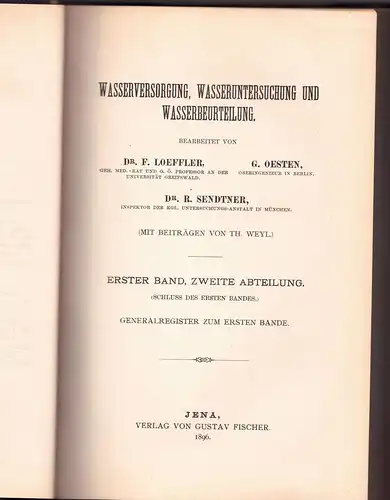 WASSERVERSORGUNG, WASSERUNTERSUCHUNG UND
WASSERBEURTEILUNG.
BEARBEITET VON
DR. F. LOEFFLER,
GEH. MED.-RAT UND O. Ö. PROFESSOR AN DER
UNIVERSITÄT GREIFSWALD.
G. OESTEN,
OBERINGENIEUR IN BERLIN.
DR. R. SENDTNER,
INSPEKTOR DER KGL. UNTERSUCHUNGS-ANSTALT IN MÜNCHEN.
(MIT BEITRÄGEN VON TH. WEYL.)
ERSTER BAND, ZWEITE ABTEILUNG.
(SCHLUSS DES ERSTEN BANDES.)
GENERALREGISTER ZUM ERSTEN BANDE.
JENA,
VERLAG VON GUSTAV FISCHER.
1896.